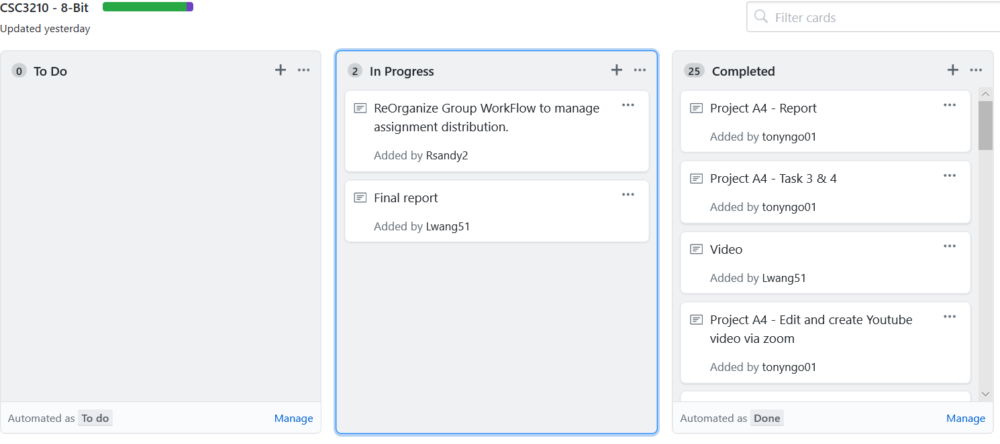 CSC3210 - 8-Bit
Updated yesterday
Filter cards
0 To Do
2 In Progress
ReOrganize Group WorkFlow to manage
assignment distribution.
Added by Rsandy2
Final report
Added by Lwang51
25 Completed
Project A4 - Report
Added by tonyngo01
Project A4 - Task 3 & 4
Added by tonyngo01
Video
Added by Lwang51
Project A4 - Edit and create Youtube
video via zoom
Added by tonyngo01
Automated as To do
Manage
Automated as Done
Manage